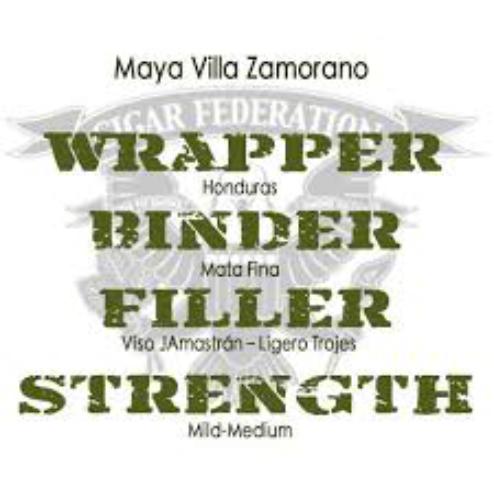 Maya Villa Zamorano
CIGAR FEDERATION
WRAPPER
Honduras
BINDER
Mata Fina
FILLER
Viso JAmastrán – Ligero Trojes
STRENGTH
Mild-Medium